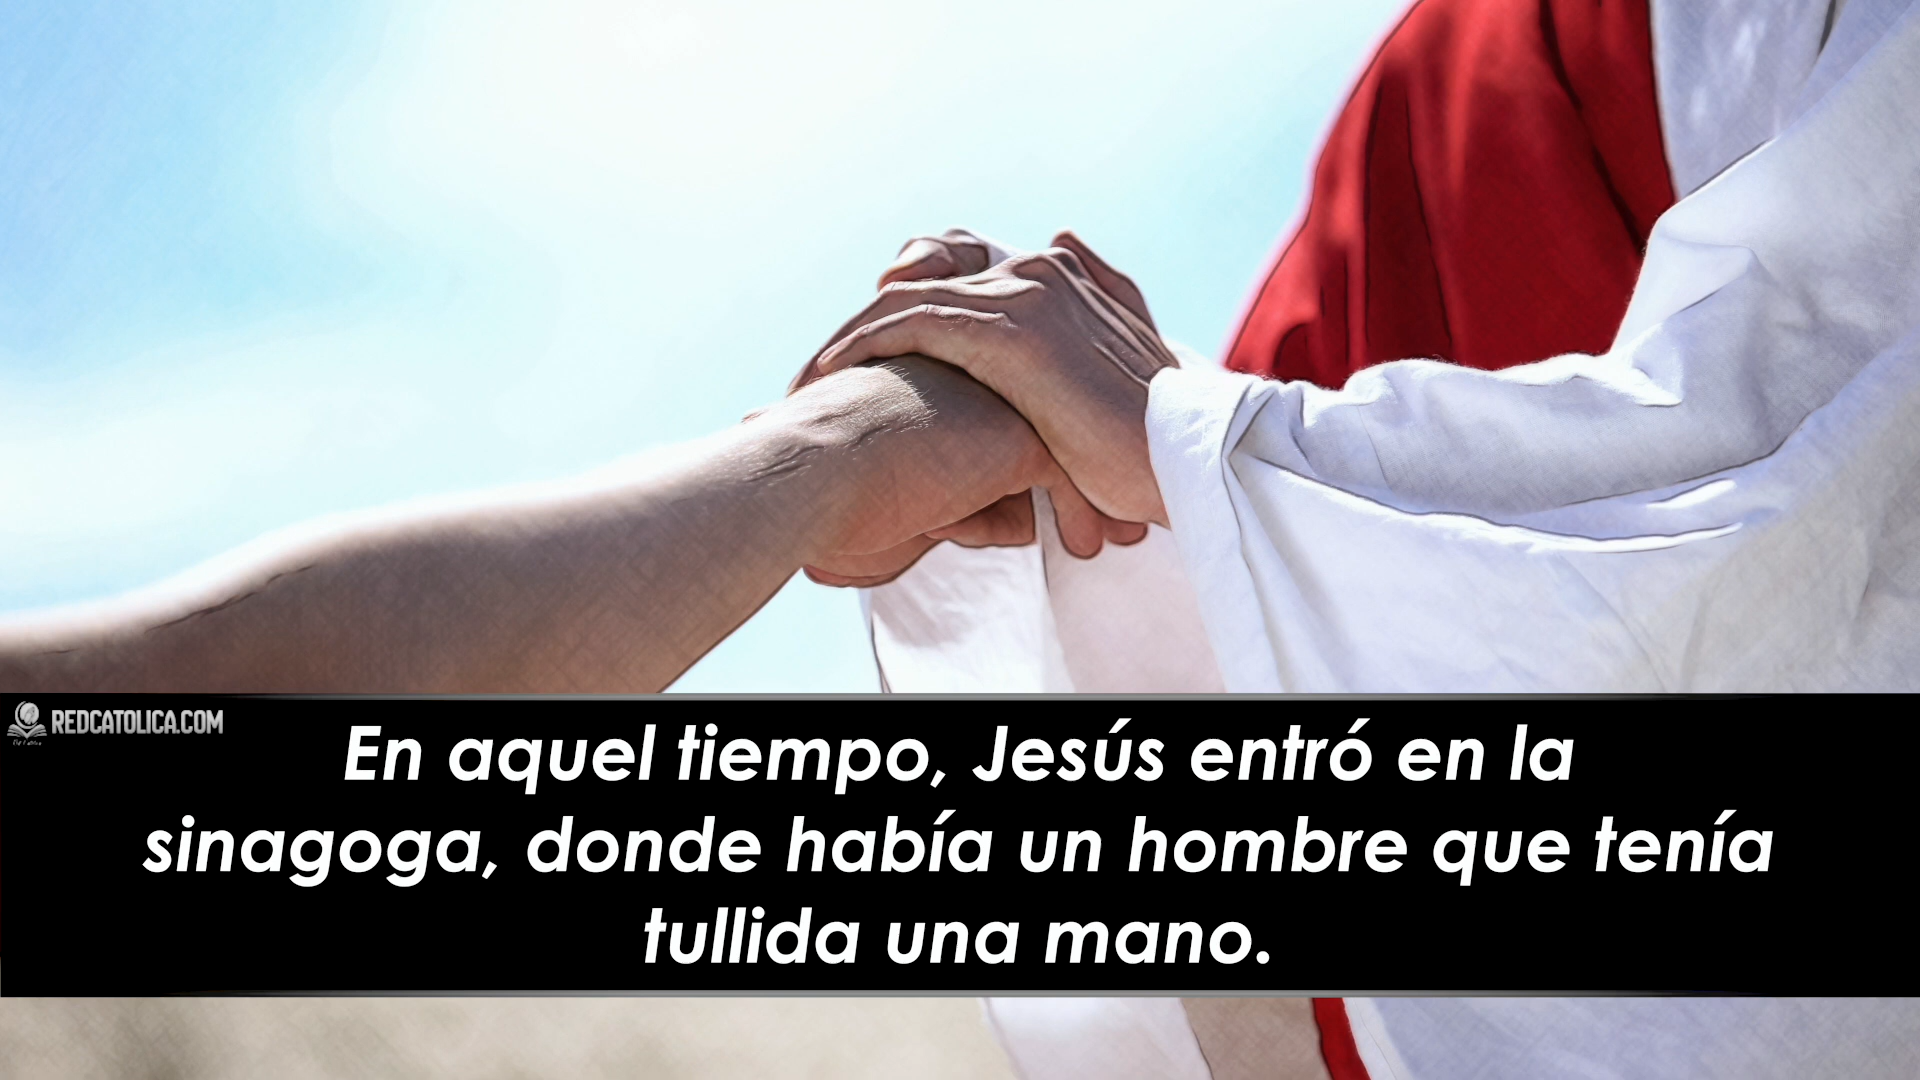 REDCATOLICA.COM
En aquel tiempo, Jesús entró en la
sinagoga, donde había un hombre que tenía
tullida una mano.